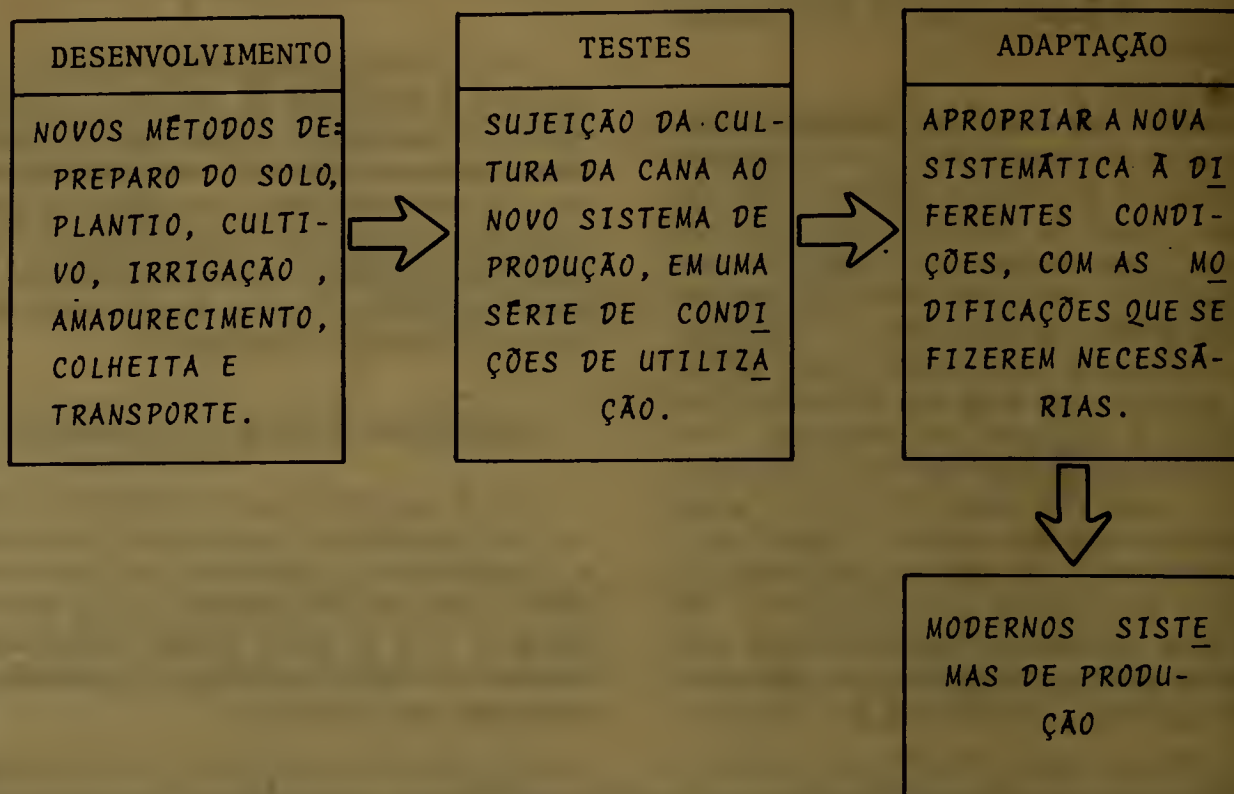 DESENVOLVIMENTO
NOVOS MÉTODOS DE:
PREPARO DO SOLO,
PLANTIO, CULTI-
VO, IRRIGAÇÃO ,
AMADURECIMENTO,
COLHEITA E
TRANSPORTE.
TESTES
SUJEIÇÃO DA CUL-
TURA DA CANA AO
NOVO SISTEMA DE
PRODUÇÃO, EM UMA
SÉRIE DE CONDI
ÇÕES DE UTILIZA
ÇÃO.
ADAPTAÇÃO
APROPRIAR A NOVA
SISTEMÁTICA À DI
FERENTES CONDI-
ÇÕES, COM AS MO
DIFICAÇÕES QUE SE
FIZEREM NECESSÁ-
RIAS.
MODERNOS SISTE
MAS DE PRODU-
ÇÃO